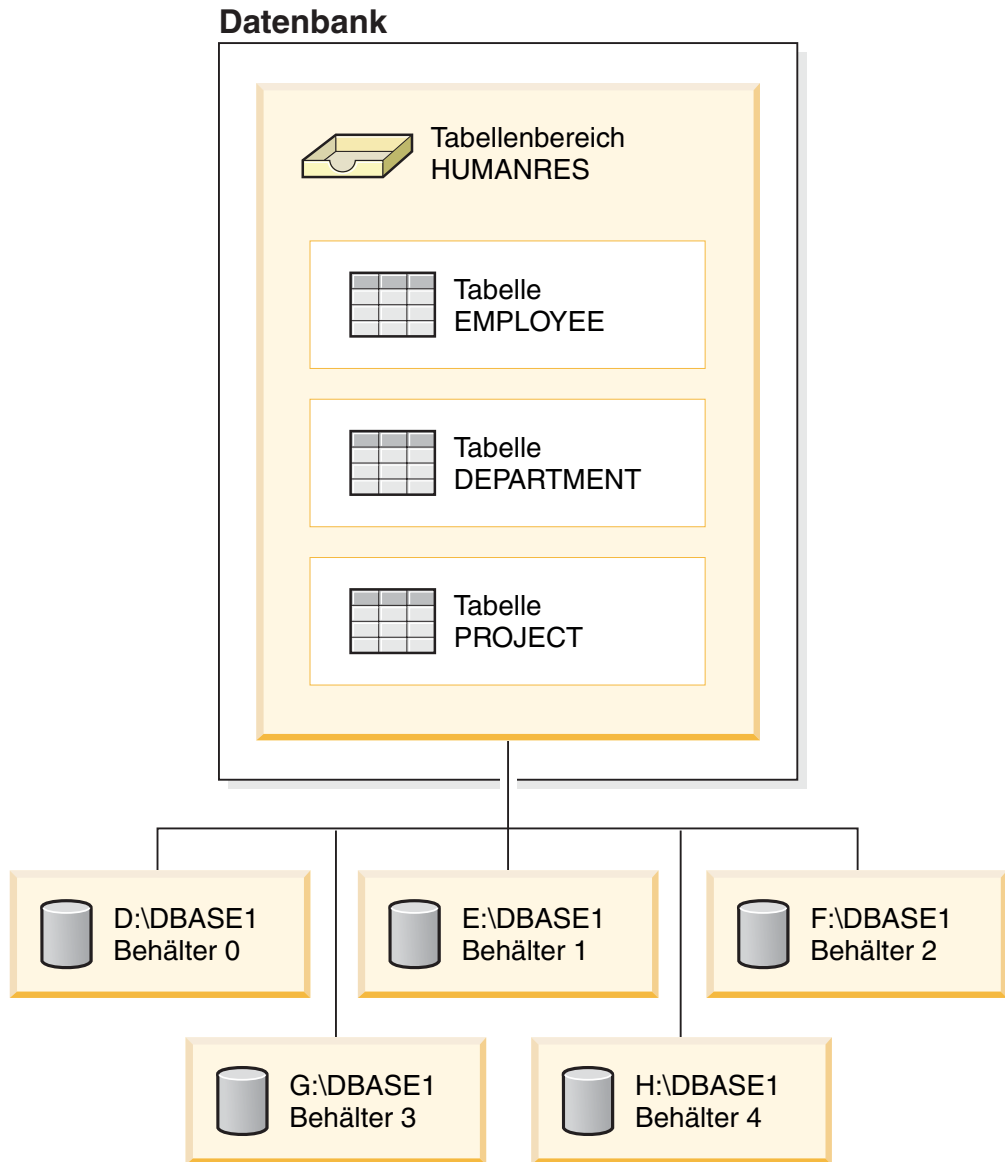 Datenbank
Tabellenbereich
HUMANRES
Tabelle
EMPLOYEE
Tabelle
DEPARTMENT
Tabelle
PROJECT
D:\DBASE1
Behälter 0
E:\DBASE1
Behälter 1
F:\DBASE1
Behälter 2
G:\DBASE1
Behälter 3
H:\DBASE1
Behälter 4